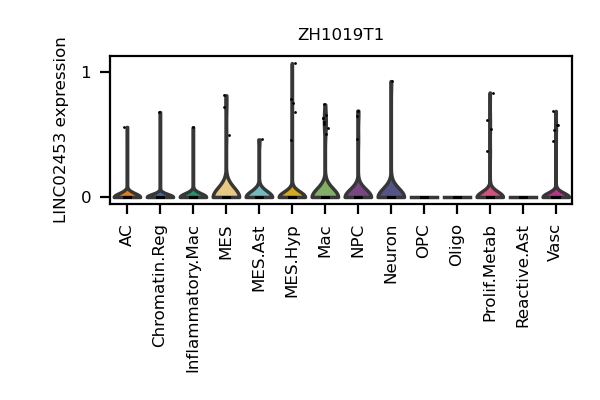 ZH1019T1
LINC02453 expression
1
0
AC
Chromatin.Reg
Inflammatory.Mac
MES
MES.Ast
MES.Hyp
Mac
NPC
Neuron
OPC
Oligo
Prolif.Metab
Reactive.Ast
Vasc